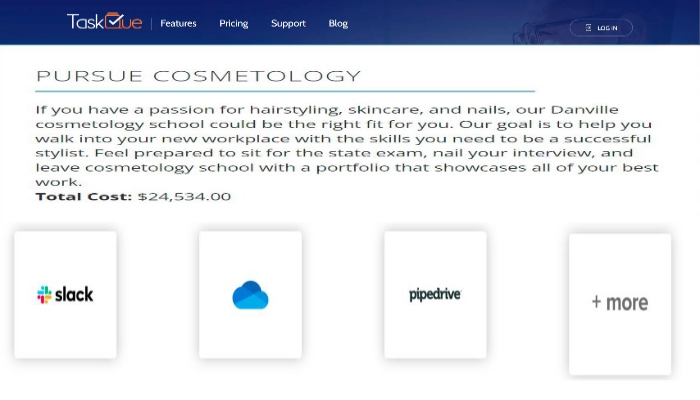 TaskQue Features Pricing Support Blog LOG IN
PURSUE COSMETOLOGY
If you have a passion for hairstyling, skincare, and nails, our Danville
cosmetology school could be the right fit for you. Our goal is to help you
walk into your new workplace with the skills you need to be a successful
stylist. Feel prepared to sit for the state exam, nail your interview, and
leave cosmetology school with a portfolio that showcases all of your best
work.
Total Cost: $24,534.00
slack
pipedrive
+ more